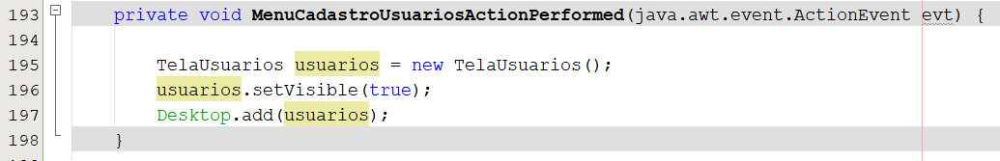 193 private void MenuCadastroUsuariosActionPerformed(java.awt.event.ActionEvent evt) {
194
195 TelaUsuarios usuarios = new TelaUsuarios();
196 usuarios.setVisible(true);
197 Desktop.add(usuarios);
198 }